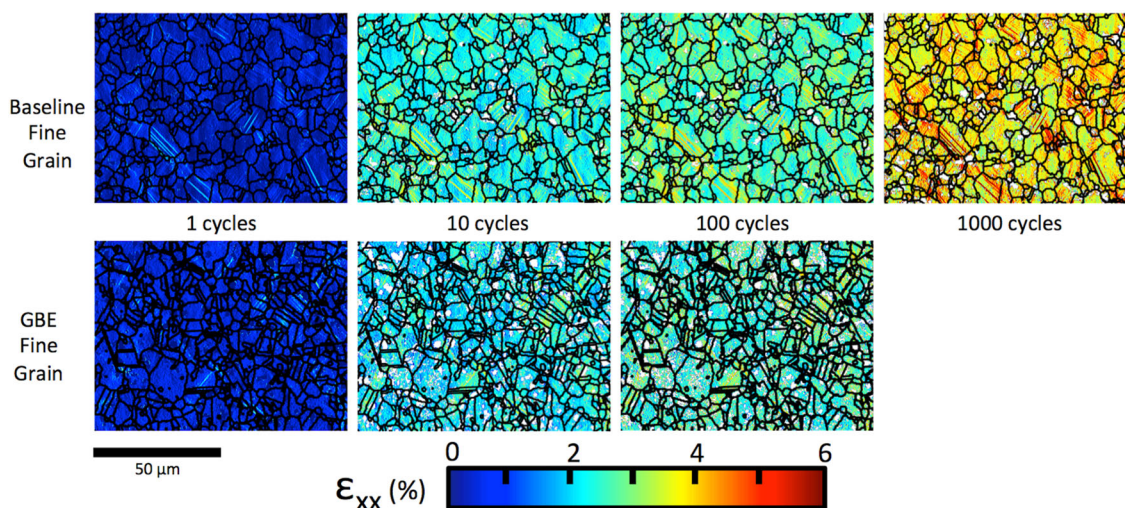 Baseline
Fine
Grain
1 cycles
10 cycles
100 cycles
1000 cycles
GBE
Fine
Grain
50 μm
0
2
4
6
εxx (%)